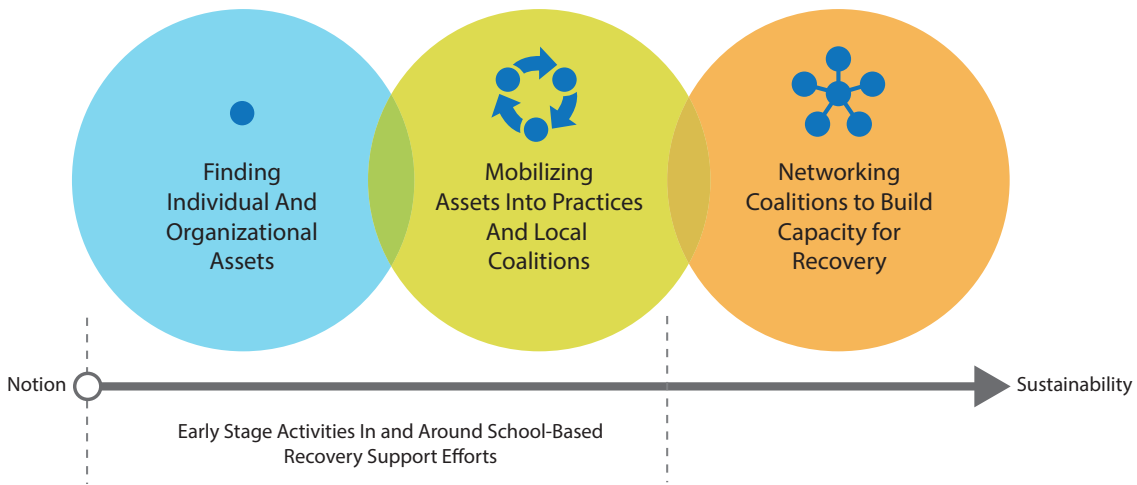 Finding
Individual And
Organizational
Assets
Mobilizing
Assets Into Practices
And Local
Coalitions
Networking
Coalitions to Build
Capacity for
Recovery
Notion
Sustainability
Early Stage Activities In and Around School-Based
Recovery Support Efforts